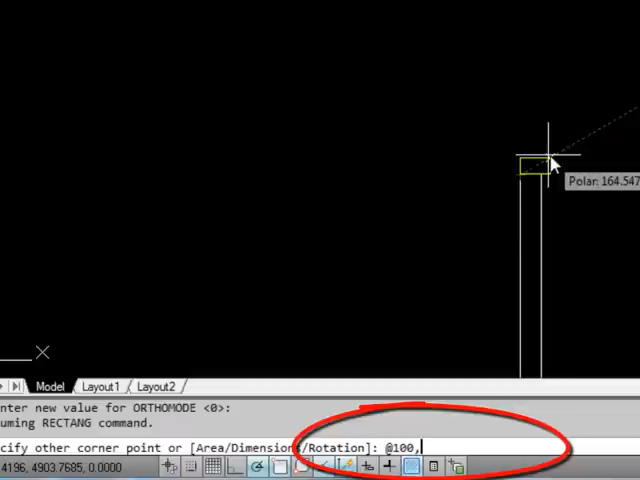 Polar: 164.547
Model Layout1 Layout2
nter new value for ORTHOMODE <0>:
uming RECTANG command.
cify other corner point or [Area/Dimensions/Rotation]: @100,
4196, 4903.7685, 0.0000